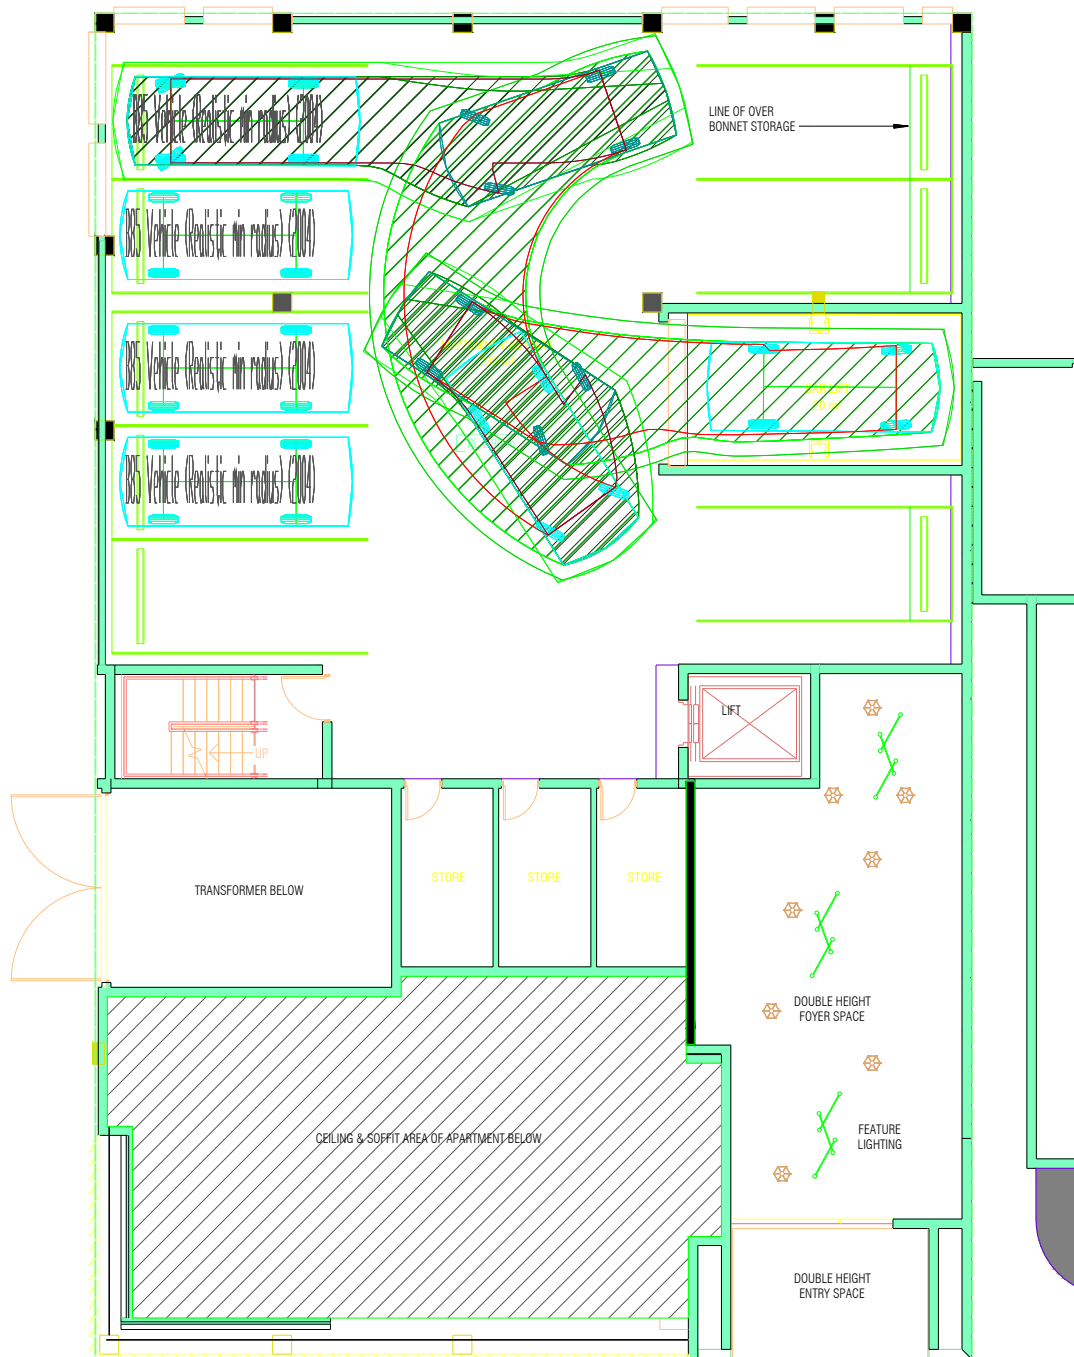 B85 Vehicle (Realistic min radius) (2004)
LINE OF OVER
BONNET STORAGE
B85 Vehicle (Realistic min radius) (2004)
B85 Vehicle (Realistic min radius) (2004)
CAR LIFT
B85 Vehicle (Realistic min radius) (2004)
LIFT
UP
STORE
STORE
STORE
TRANSFORMER BELOW
DOUBLE HEIGHT
FOYER SPACE
FEATURE
LIGHTING
CEILING & SOFFIT AREA OF APARTMENT BELOW
DOUBLE HEIGHT
ENTRY SPACE